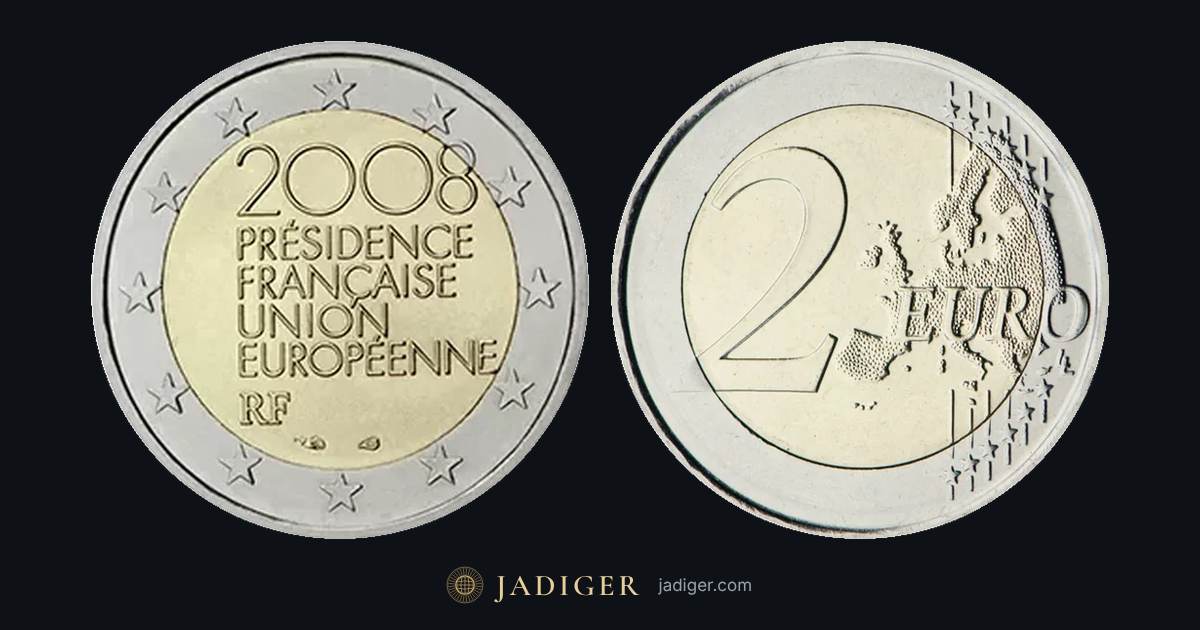 2008
PRÉSIDENCE
FRANÇAISE
UNION
EUROPÉENNE
RF
2 EURO
JADIGER jadiger.com